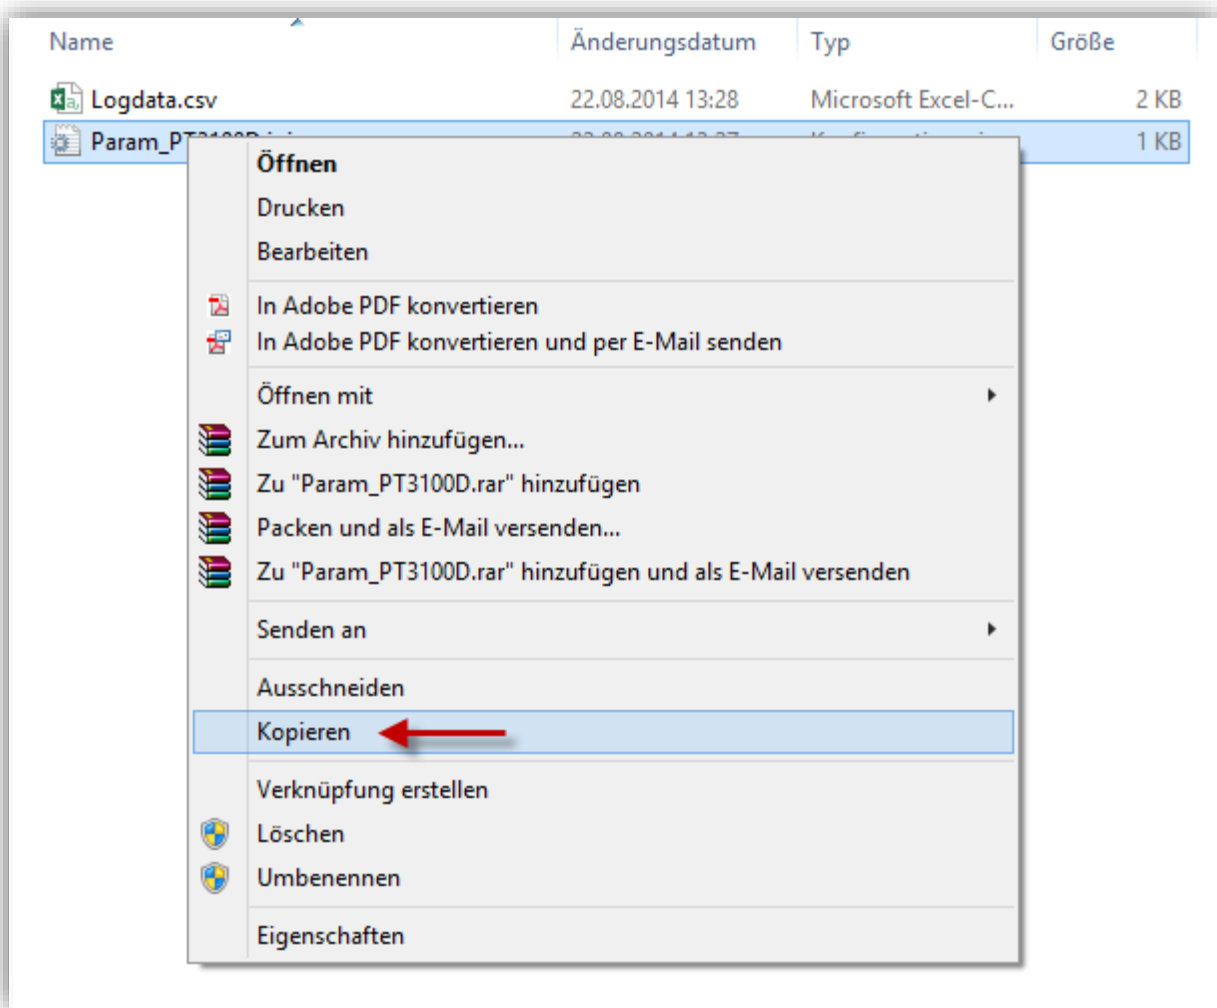 Name Änderungsdatum Typ Größe
Logdata.csv 22.08.2014 13:28 Microsoft Excel-C... 2 KB
1 KB
Öffnen
Drucken
Bearbeiten
In Adobe PDF konvertieren
In Adobe PDF konvertieren und per E-Mail senden
Öffnen mit
Zum Archiv hinzufügen...
Zu "Param_PT3100D.rar" hinzufügen
Packen und als E-Mail versenden...
Zu "Param_PT3100D.rar" hinzufügen und als E-Mail versenden
Senden an
Ausschneiden
Kopieren
Verknüpfung erstellen
Löschen
Umbenennen
Eigenschaften